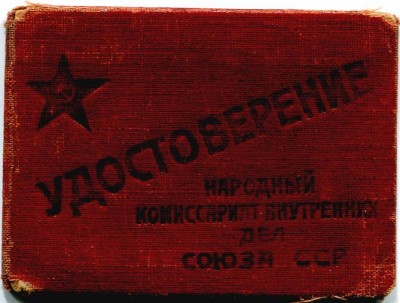 УДОСТОВЕРЕНИЕ
НАРОДНЫЙ
КОМИССАРИАТ ВНУТРЕННИХ
ДЕЛ
СОЮЗА ССР